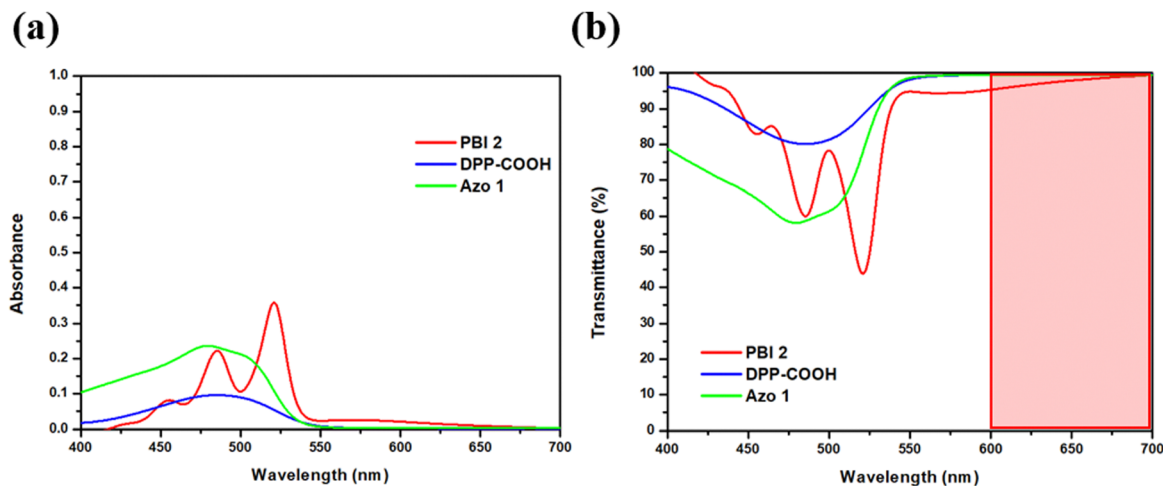 (a)
1.0
0.9
0.8
0.7
0.6
0.5
0.4
0.3
0.2
0.1
0.0
Absorbance
PBI 2
DPP-COOH
Azo 1
400 450 500 550 600 650 700
Wavelength (nm)
(b)
100
90
80
70
60
50
40
30
20
10
0
Transmittance (%)
PBI 2
DPP-COOH
Azo 1
400 450 500 550 600 650 700
Wavelength (nm)